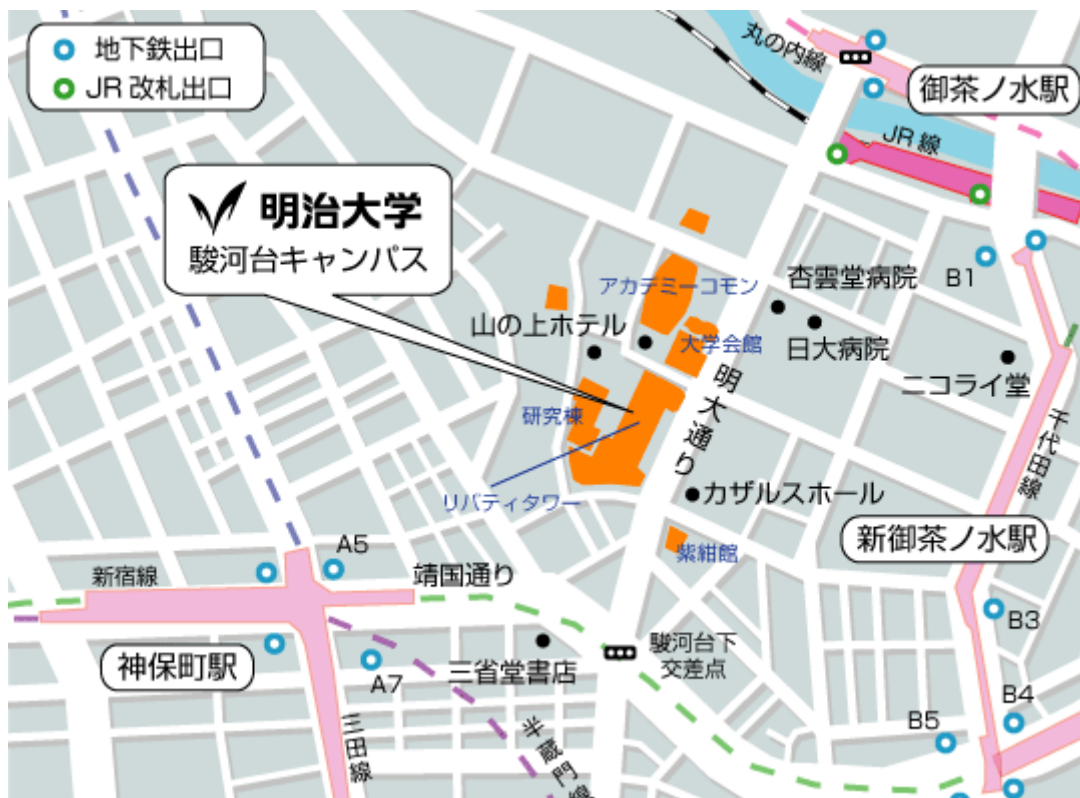 地下鉄出口
JR 改札出口
丸の内線
御茶ノ水駅
JR 線
明治大学
駿河台キャンパス
アカデミーコモン
杏雲堂病院
B1
山の上ホテル
大学会館
日大病院
ニコライ堂
明大通り
研究棟
千代田線
リバティタワー
カザルスホール
新御茶ノ水駅
紫紺館
A5
新宿線
靖国通り
B3
神保町駅
A7
三省堂書店
駿河台下
交差点
B4
B5
三田線
半蔵門線